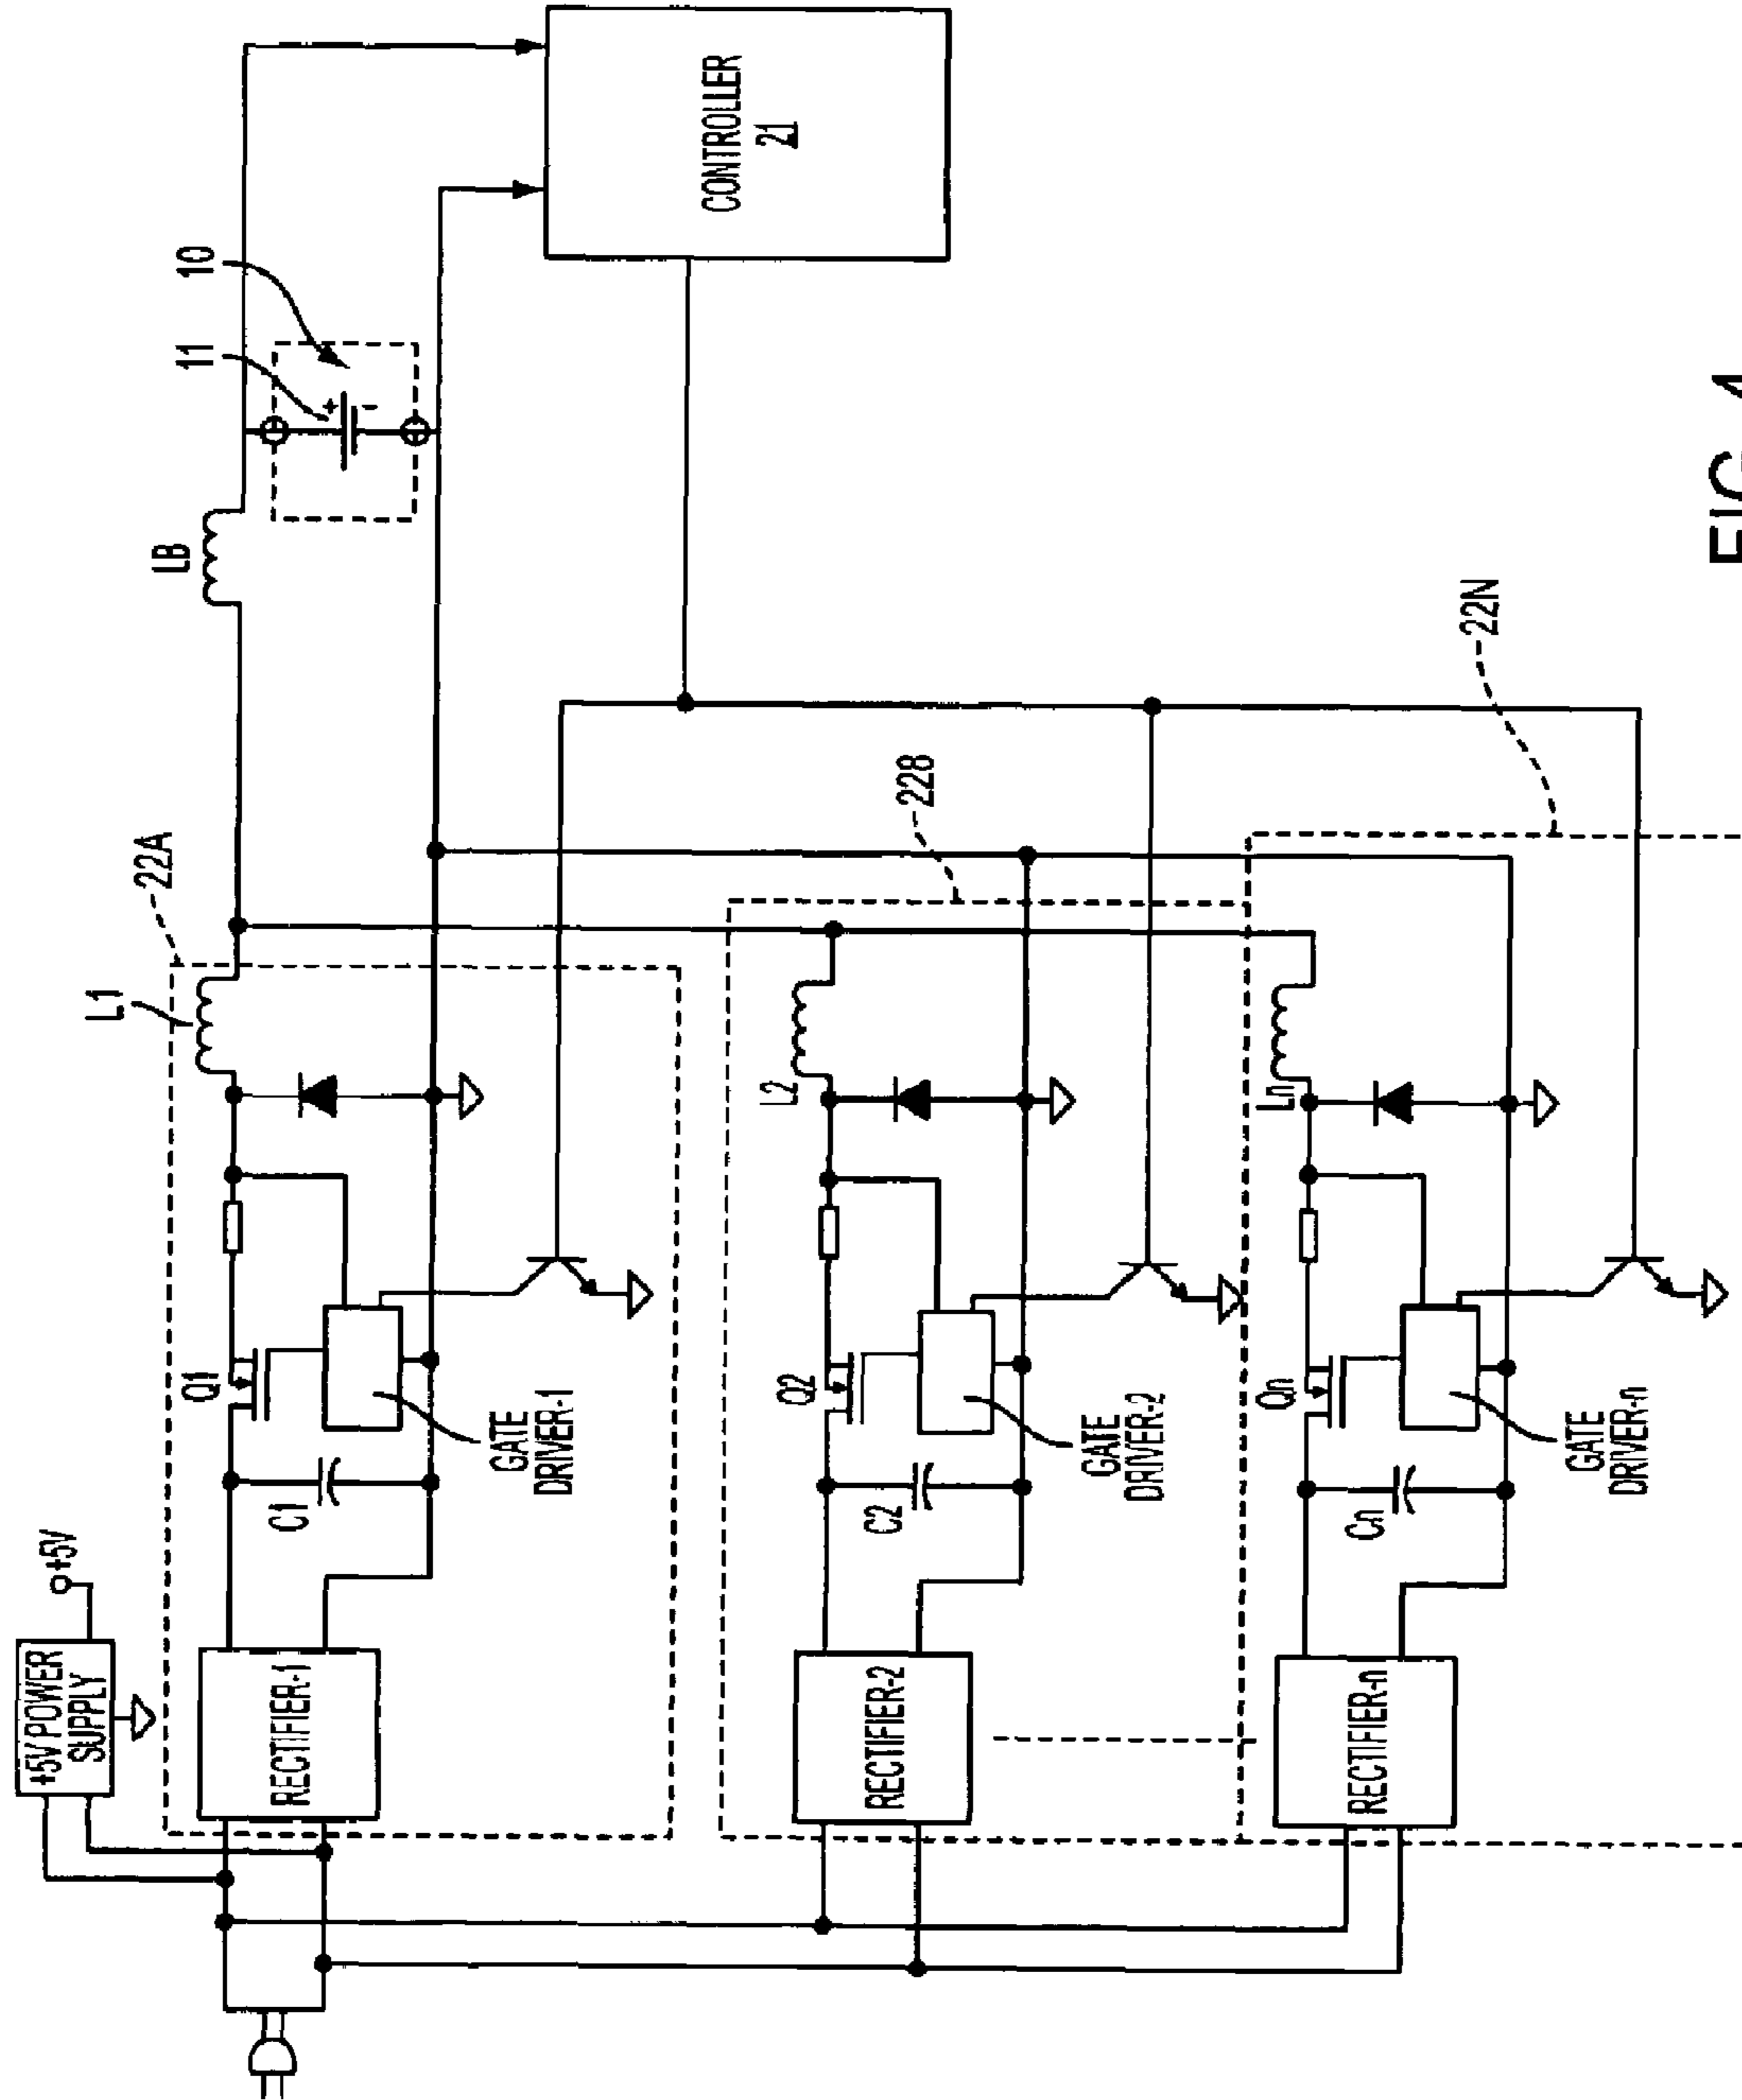 +5V POWER
SUPPLY
+5V
RECTIFIER-1
C1
Q1
GATE
DRIVER-1
L1
22A
LB
11
10
+
-
CONTROLLER
21
RECTIFIER-2
C2
Q2
GATE
DRIVER-2
L2
228
RECTIFIER-n
Cn
Qn
GATE
DRIVER-n
Ln
22N